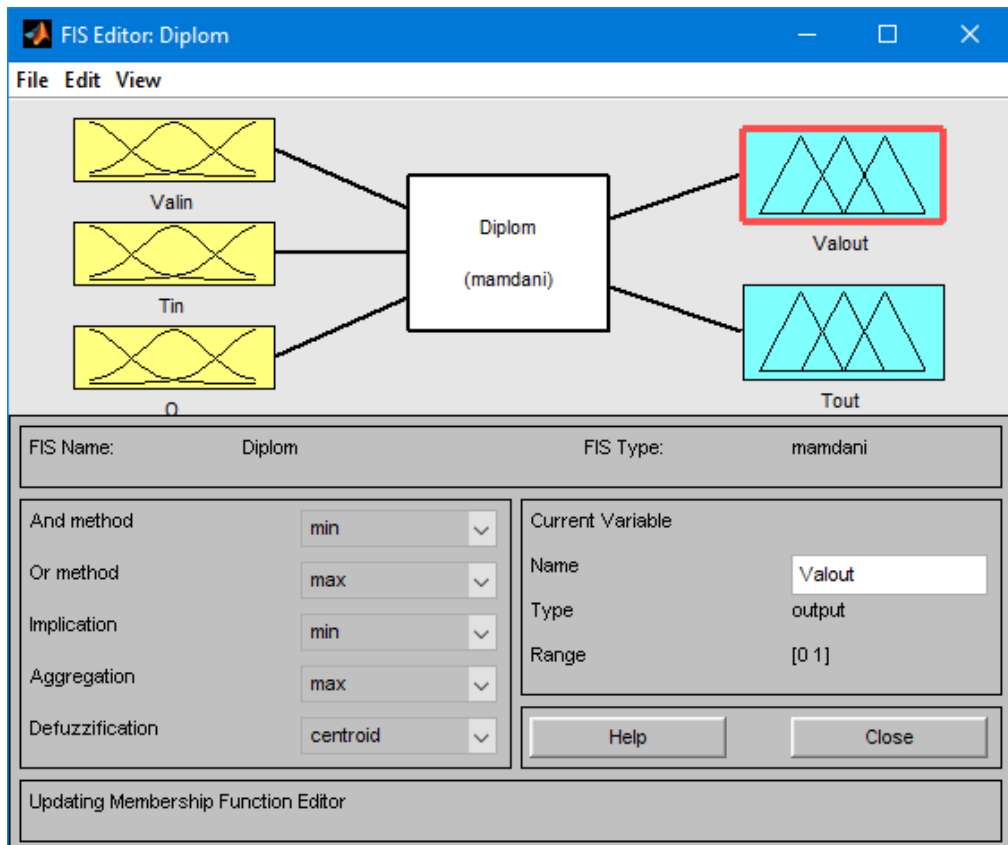 FIS Editor: Diplom
File Edit View
Valin
Tin
Diplom
(mamdani)
Valout
Tout
FIS Name: Diplom FIS Type: mamdani
And method min
Or method max
Implication min
Aggregation max
Defuzzification centroid
Current Variable
Name Valout
Type output
Range [0 1]
Help Close
Updating Membership Function Editor